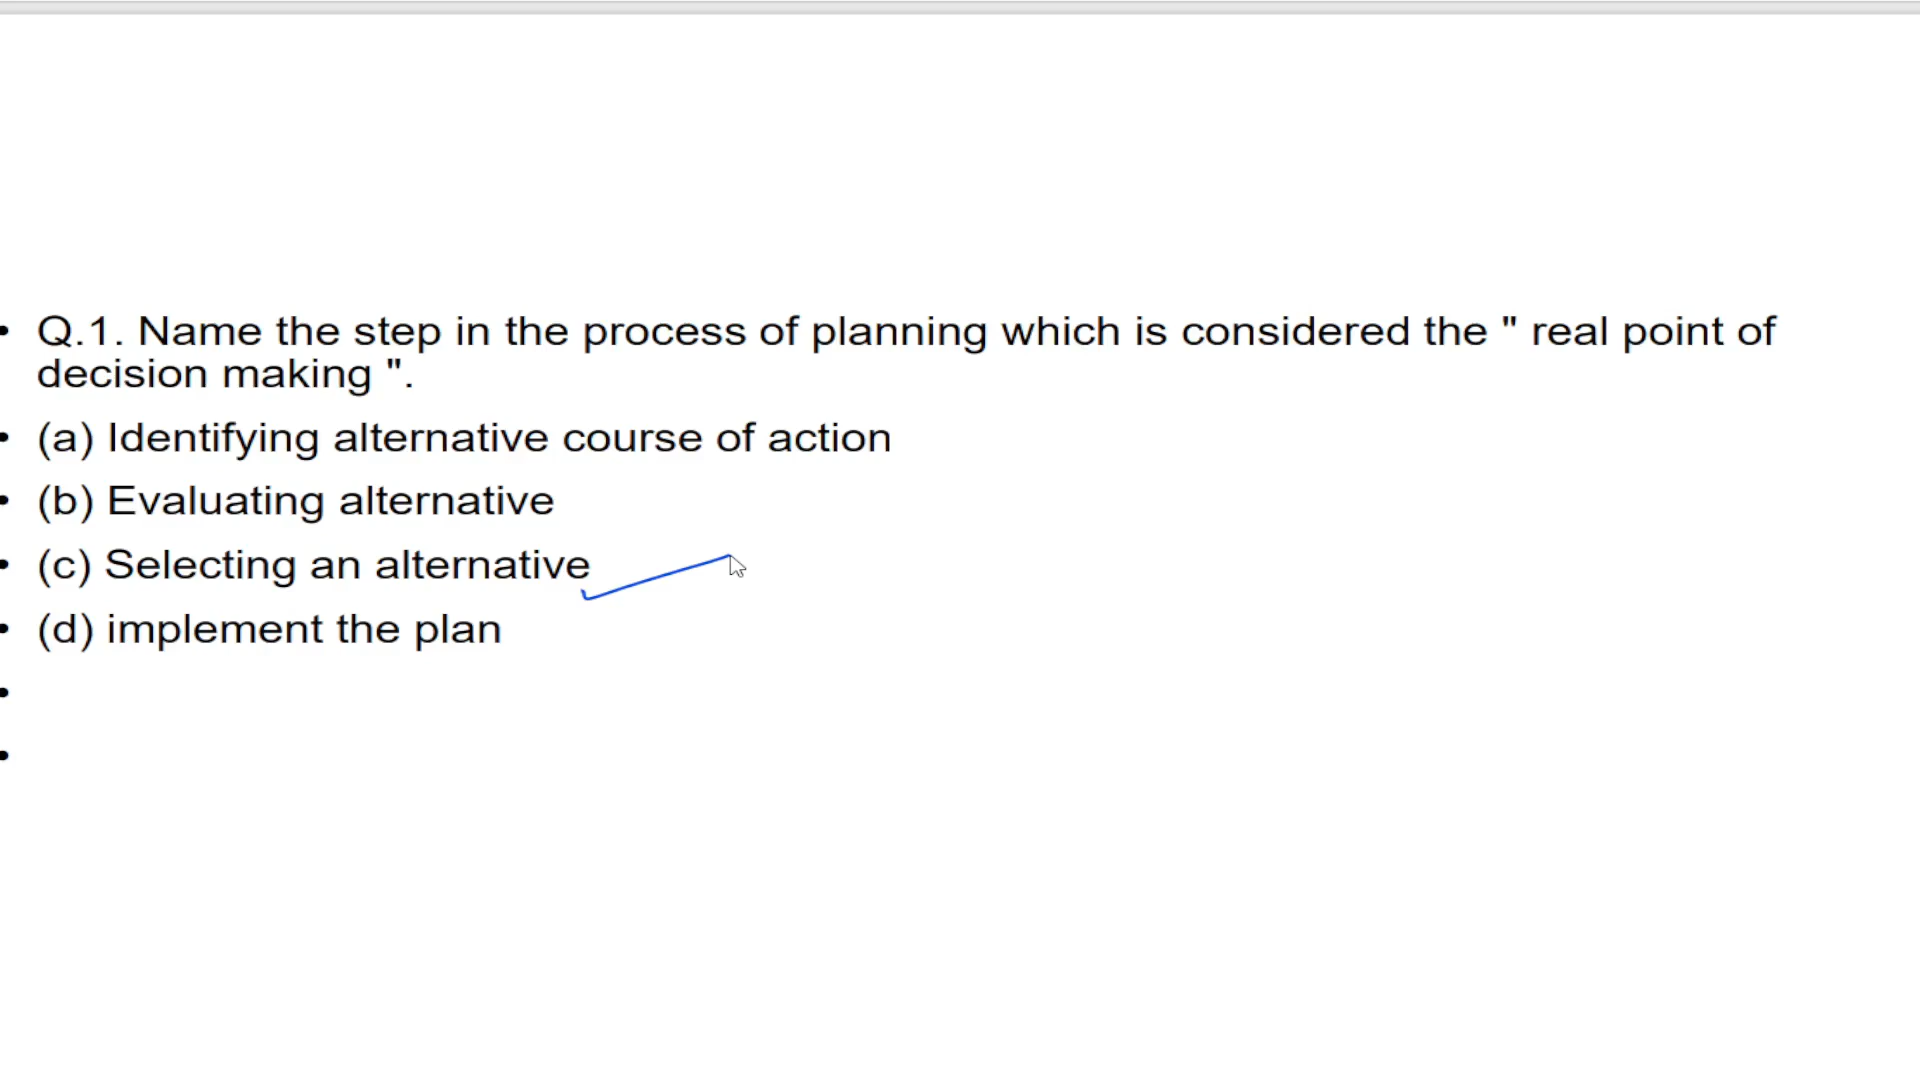 • Q.1. Name the step in the process of planning which is considered the " real point of
decision making ".
• (a) Identifying alternative course of action
• (b) Evaluating alternative
• (c) Selecting an alternative
• (d) implement the plan
•
•